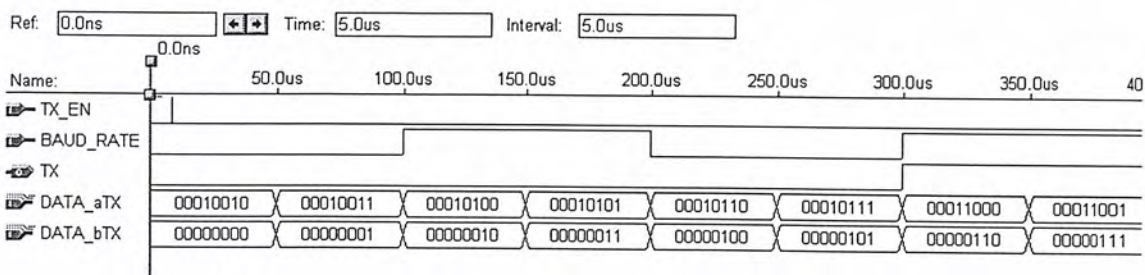 Ref: 0.0ns Time: 5.0us Interval: 5.0us
0.0ns
Name: 50.0us 100.0us 150.0us 200.0us 250.0us 300.0us 350.0us 40
TX_EN
BAUD_RATE
TX
DATA_aTX 00010010 00010011 00010100 00010101 00010110 00010111 00011000 00011001
DATA_bTX 00000000 00000001 00000010 00000011 00000100 00000101 00000110 00000111